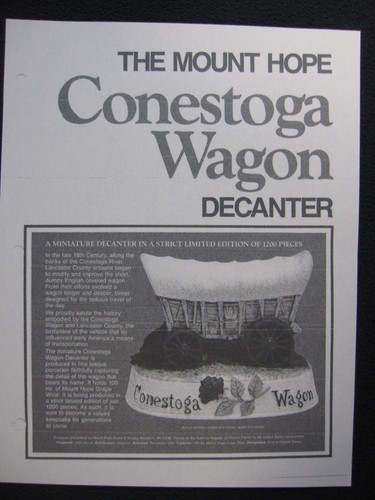 THE MOUNT HOPE
Conestoga
Wagon
DECANTER
A MINIATURE DECANTER IN A STRICT LIMITED EDITION OF 1200 PIECES
In the late 18th Century, along the
banks of the Conestoga River,
Lancaster County artisans began
to modify and improve the short,
dumpy English covered wagon.
From their efforts evolved a
wagon longer and deeper, better
designed for the tedious travel of
the day.
We proudly salute the history
embodied by the Conestoga
Wagon and Lancaster County, the
birthplace of the vehicle that so
influenced early America's means
of transportation.
The miniature Conestoga
Wagon Decanter is
produced in fine bisque
porcelain faithfully capturing
the detail of the wagon that
bears its name. It holds 100
ml. of Mount Hope Grape
Wine. It is being produced in
a strict limited edition of just
1200 pieces. As such, it is
sure to become a valued
keepsake for generations
to come.
Conestoga Wagon